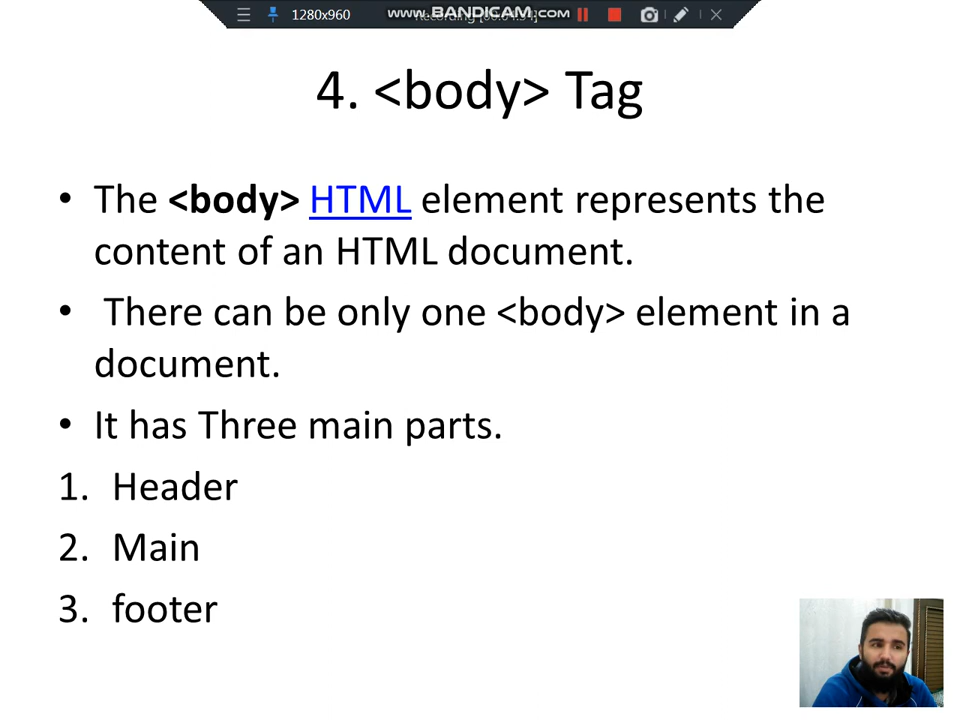 1280x960 www.BANDICAM.com
4. <body> Tag
• The <body> HTML element represents the
content of an HTML document.
• There can be only one <body> element in a
document.
• It has Three main parts.
1. Header
2. Main
3. footer